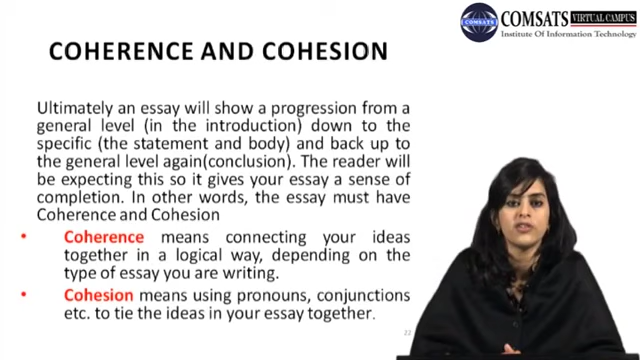 COMSATS VIRTUAL CAMPUS
Institute Of Information Technology
COHERENCE AND COHESION
Ultimately an essay will show a progression from a
general level (in the introduction) down to the
specific (the statement and body) and back up to
the general level again(conclusion). The reader will
be expecting this so it gives your essay a sense of
completion. In other words, the essay must have
Coherence and Cohesion
• Coherence means connecting your ideas
together in a logical way, depending on the
type of essay you are writing.
• Cohesion means using pronouns, conjunctions
etc. to tie the ideas in your essay together.
22